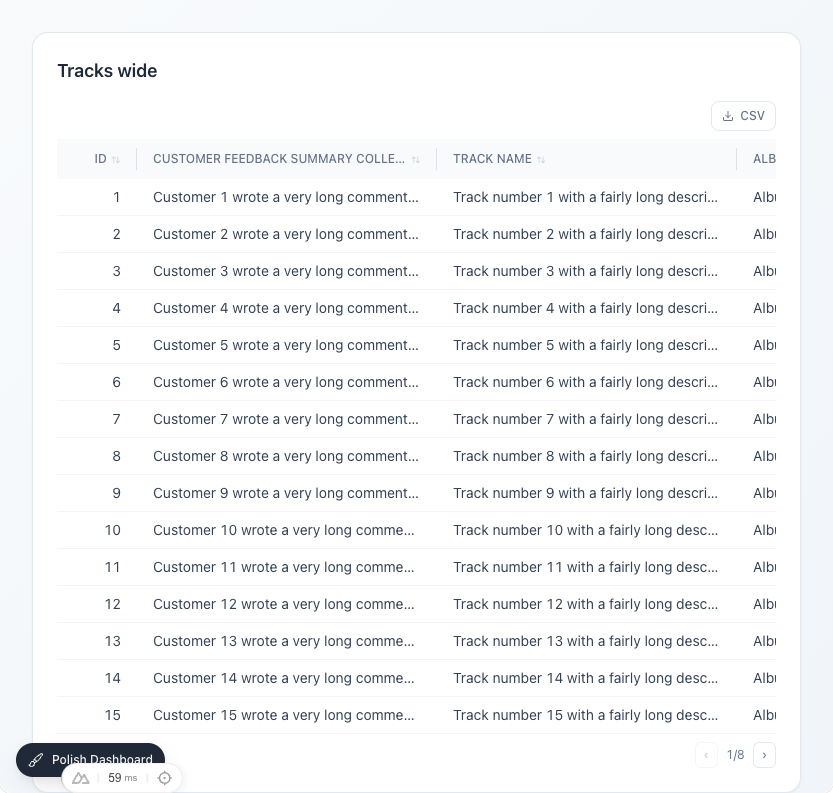 Tracks wide
CSV
ID CUSTOMER FEEDBACK SUMMARY COLLE... TRACK NAME ALB
1 Customer 1 wrote a very long comment... Track number 1 with a fairly long descri... Albu
2 Customer 2 wrote a very long comment... Track number 2 with a fairly long descri... Albu
3 Customer 3 wrote a very long comment... Track number 3 with a fairly long descri... Albu
4 Customer 4 wrote a very long comment... Track number 4 with a fairly long descri... Albu
5 Customer 5 wrote a very long comment... Track number 5 with a fairly long descri... Albu
6 Customer 6 wrote a very long comment... Track number 6 with a fairly long descri... Albu
7 Customer 7 wrote a very long comment... Track number 7 with a fairly long descri... Albu
8 Customer 8 wrote a very long comment... Track number 8 with a fairly long descri... Albu
9 Customer 9 wrote a very long comment... Track number 9 with a fairly long descri... Albu
10 Customer 10 wrote a very long comme... Track number 10 with a fairly long desc... Albu
11 Customer 11 wrote a very long comme... Track number 11 with a fairly long desc... Albu
12 Customer 12 wrote a very long comme... Track number 12 with a fairly long desc... Albu
13 Customer 13 wrote a very long comme... Track number 13 with a fairly long desc... Albu
14 Customer 14 wrote a very long comme... Track number 14 with a fairly long desc... Albu
15 Customer 15 wrote a very long comme... Track number 15 with a fairly long desc... Albu
‹ 1/8 ›
Polish Dashboard
59 ms